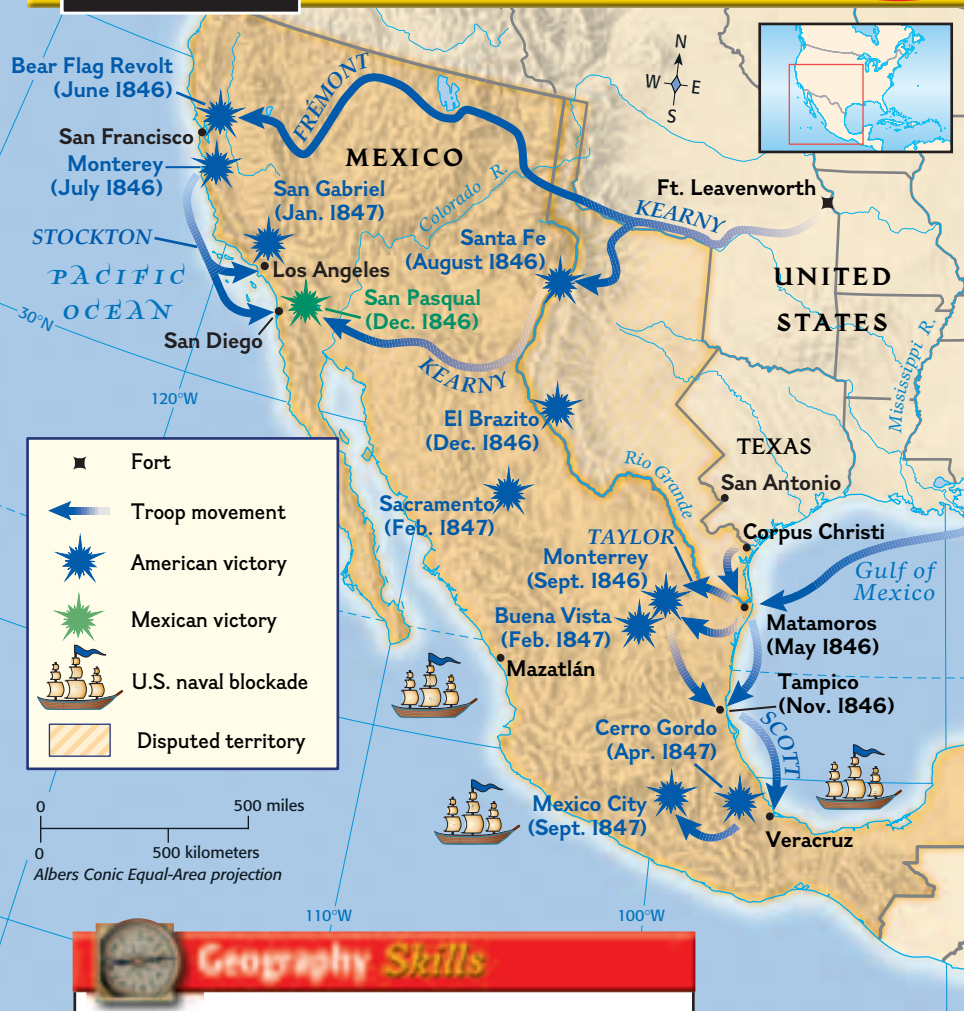 N
W E
S
Bear Flag Revolt
(June 1846)
FRÉMONT
San Francisco
MEXICO
Monterey
(July 1846)
San Gabriel
(Jan. 1847)
Colorado R.
Ft. Leavenworth
KEARNY
STOCKTON
Santa Fe
(August 1846)
PACIFIC
OCEAN
Los Angeles
UNITED
STATES
San Pasqual
(Dec. 1846)
30°N
San Diego
KEARNY
Mississippi R.
120°W
El Brazito
(Dec. 1846)
TEXAS
Rio Grande
San Antonio
Sacramento
(Feb. 1847)
Corpus Christi
TAYLOR
Monterrey
(Sept. 1846)
Gulf of
Mexico
Buena Vista
(Feb. 1847)
Matamoros
(May 1846)
Mazatlán
Tampico
(Nov. 1846)
Cerro Gordo
(Apr. 1847)
SCOTT
Mexico City
(Sept. 1847)
Veracruz
Fort
Troop movement
American victory
Mexican victory
U.S. naval blockade
Disputed territory
0 500 miles
0 500 kilometers
Albers Conic Equal-Area projection
110°W
100°W
Geography Skills